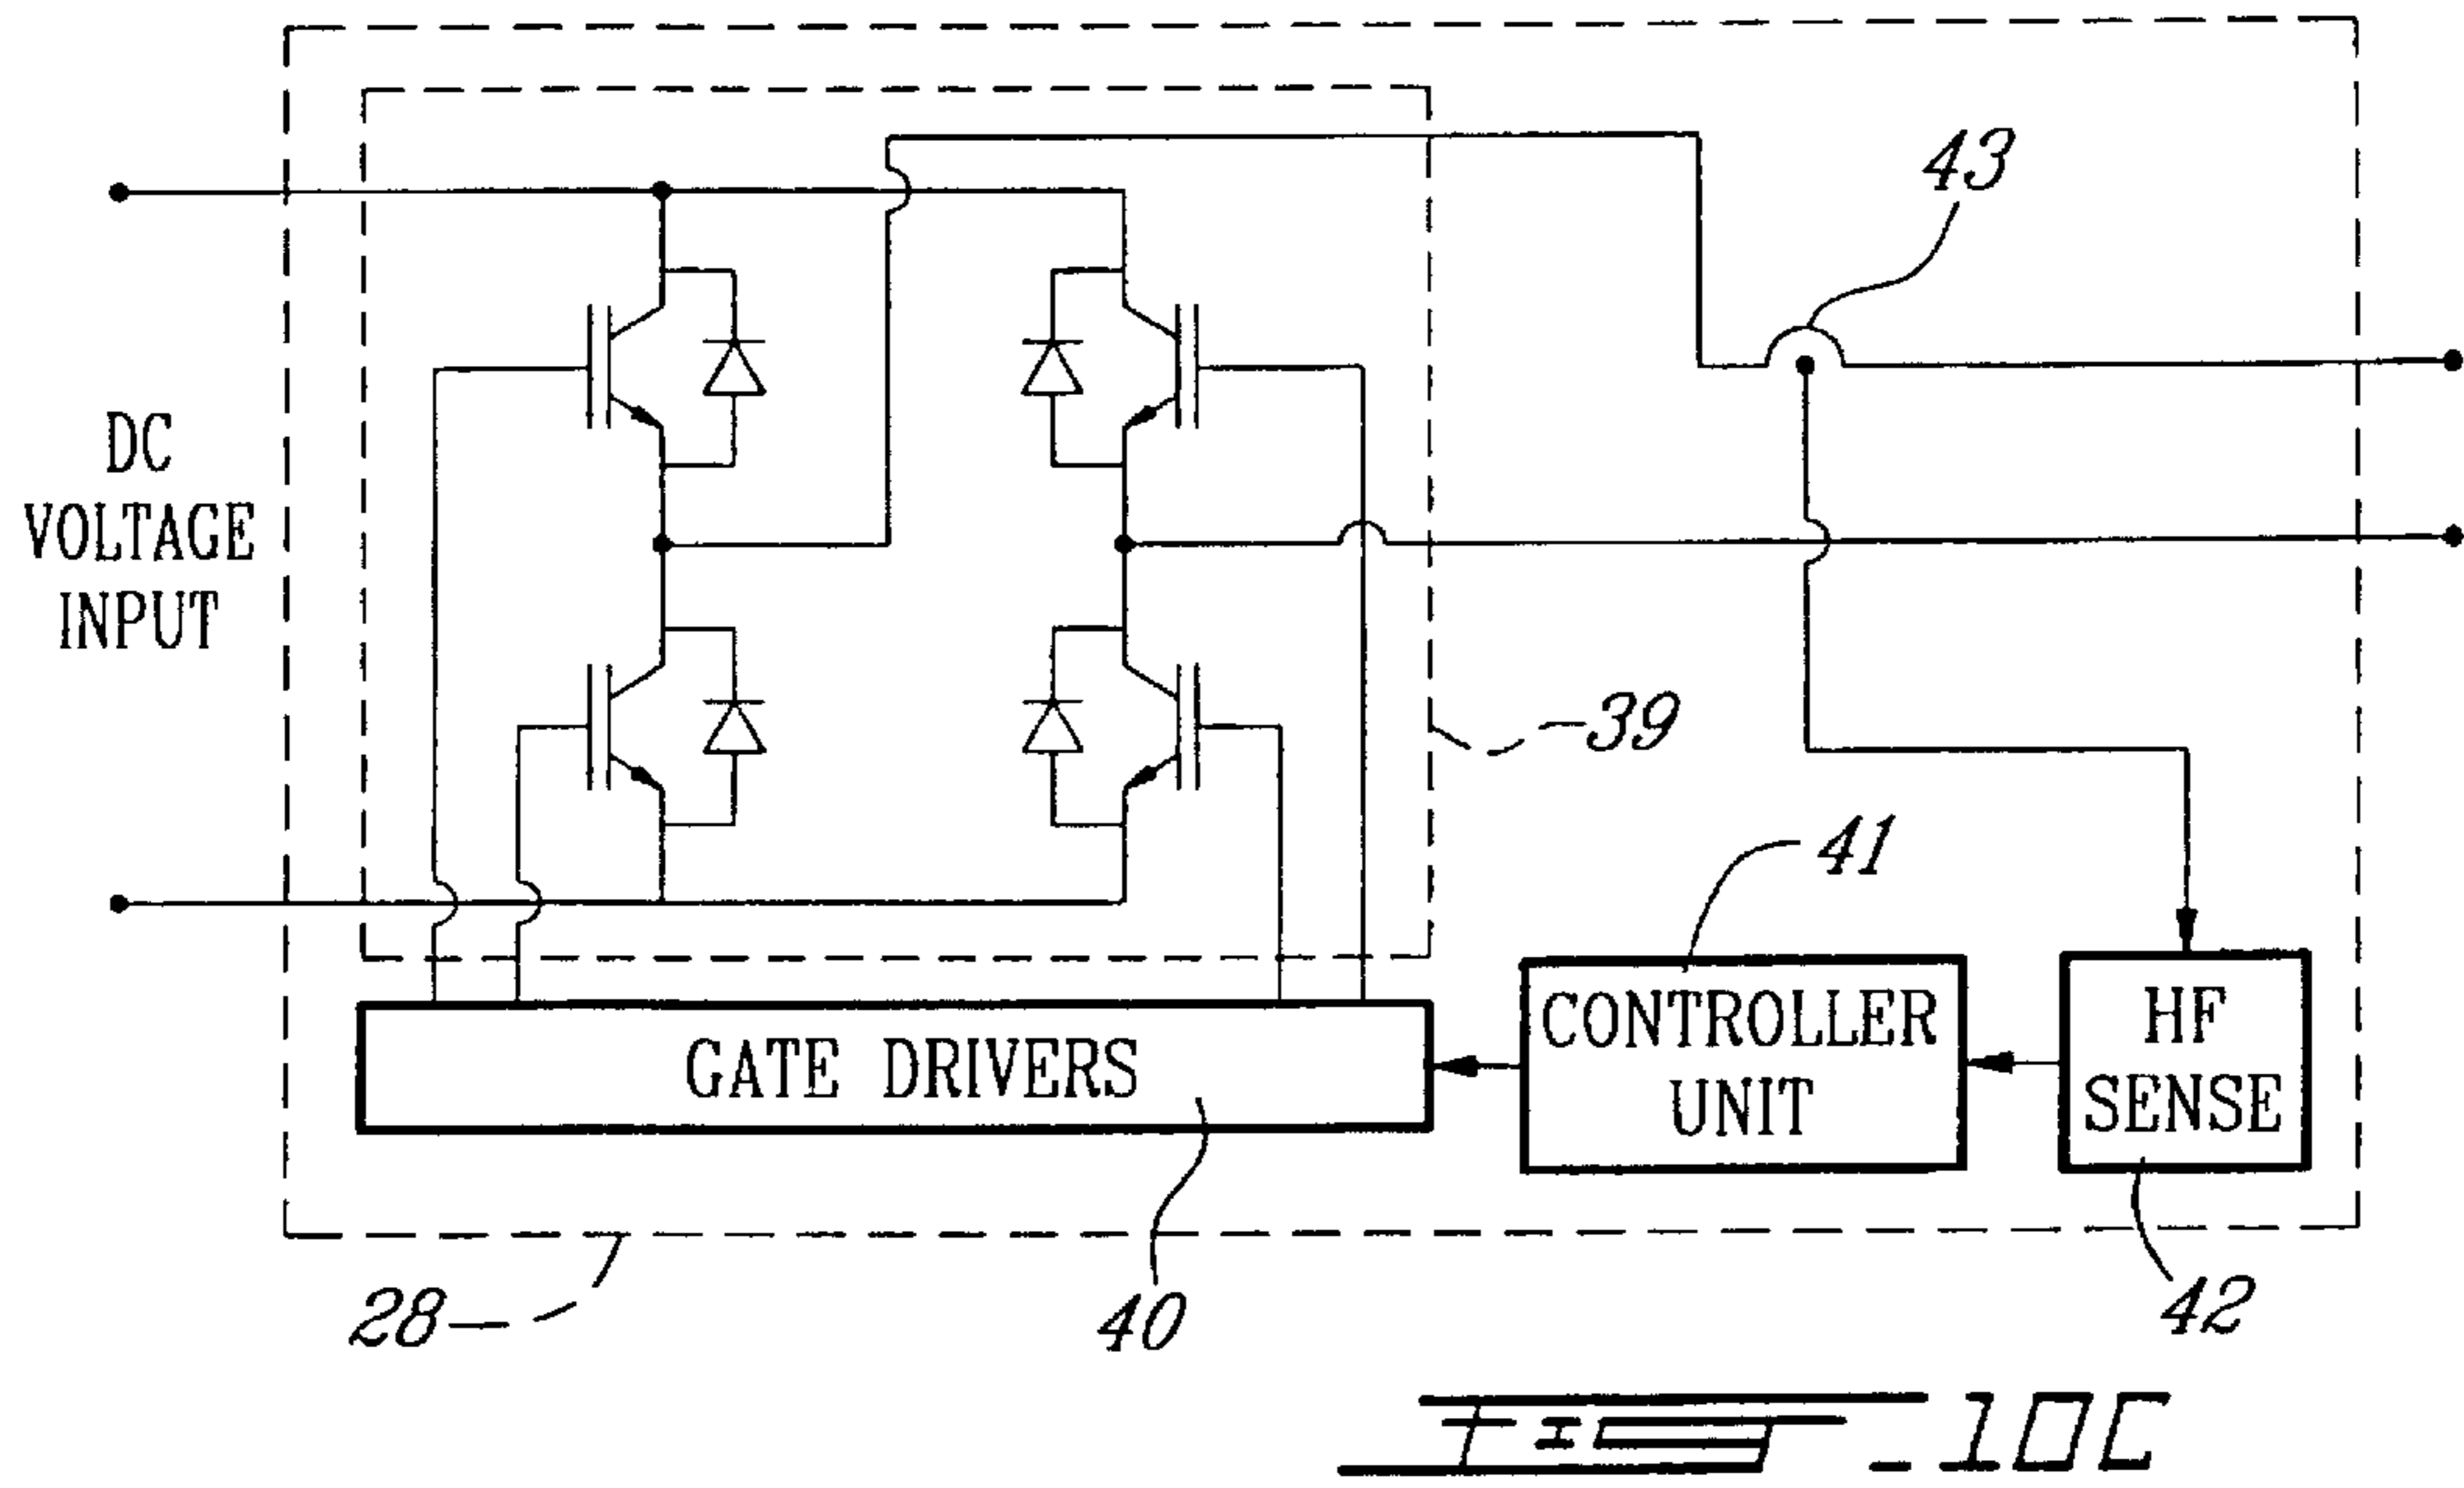 43
DC
VOLTAGE
INPUT
39
41
CONTROLLER
UNIT
HF
SENSE
GATE DRIVERS
28
40
42
Fig-10C